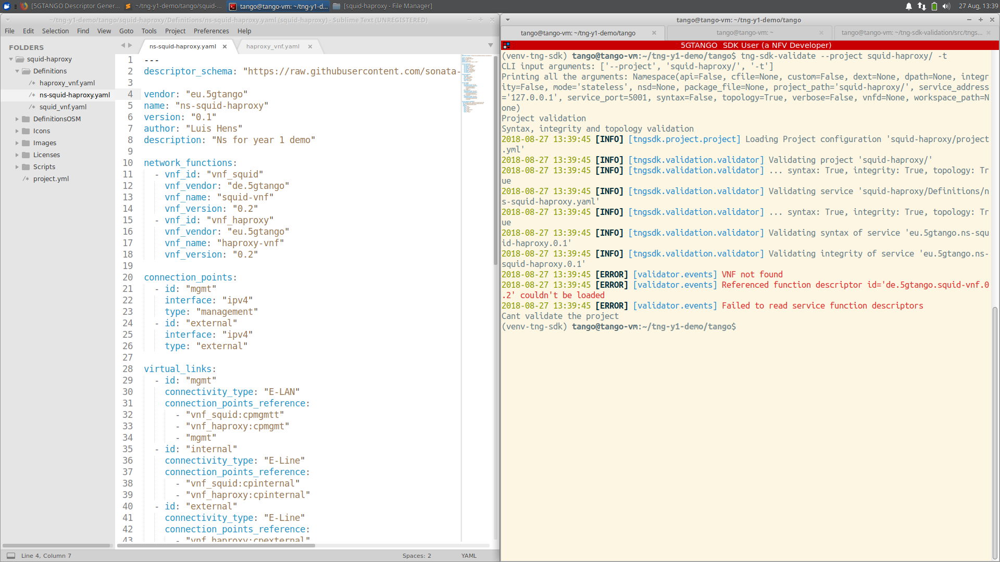 [5GTANGO Descriptor Gener...
~/tng-y1-demo/tango/squid-...
tango@tango-vm: ~/tng-y1-d...
[squid-haproxy - File Manager]
27 Aug, 13:39
~/tng-y1-demo/tango/squid-haproxy/Definitions/ns-squid-haproxy.yaml (squid-haproxy) - Sublime Text (UNREGISTERED)
File Edit Selection Find View Goto Tools Project Preferences Help
FOLDERS
squid-haproxy
Definitions
haproxy_vnf.yaml
ns-squid-haproxy.yaml
squid_vnf.yaml
DefinitionsOSM
Icons
Images
Licenses
Scripts
project.yml
ns-squid-haproxy.yaml
haproxy_vnf.yaml
1 ---
2 descriptor_schema: "https://raw.githubusercontent.com/sonata-
3
4 vendor: "eu.5gtango"
5 name: "ns-squid-haproxy"
6 version: "0.1"
7 author: "Luis Hens"
8 description: "Ns for year 1 demo"
9
10 network_functions:
11 - vnf_id: "vnf_squid"
12 vnf_vendor: "de.5gtango"
13 vnf_name: "squid-vnf"
14 vnf_version: "0.2"
15 - vnf_id: "vnf_haproxy"
16 vnf_vendor: "eu.5gtango"
17 vnf_name: "haproxy-vnf"
18 vnf_version: "0.2"
19
20 connection_points:
21 - id: "mgmt"
22 interface: "ipv4"
23 type: "management"
24 - id: "external"
25 interface: "ipv4"
26 type: "external"
27
28 virtual_links:
29 - id: "mgmt"
30 connectivity_type: "E-LAN"
31 connection_points_reference:
32 - "vnf_squid:cpmgmtt"
33 - "vnf_haproxy:cpmgmt"
34 - "mgmt"
35 - id: "internal"
36 connectivity_type: "E-Line"
37 connection_points_reference:
38 - "vnf_squid:cpinternal"
39 - "vnf_haproxy:cpinternal"
40 - id: "external"
41 connectivity_type: "E-Line"
42 connection_points_reference:
43 - "vnf_haproxy:cpexternal"
Line 4, Column 7
Spaces: 2
YAML
tango@tango-vm: ~/tng-y1-demo/tango
tango@tango-vm: ~/tng-y1-demo/tango
tango@tango-vm: ~
tango@tango-vm: ~/tng-sdk-validation/src/tngs...
5GTANGO SDK User (a NFV Developer)
(venv-tng-sdk) tango@tango-vm:~/tng-y1-demo/tango$ tng-sdk-validate --project squid-haproxy/ -t
CLI input arguments: ['--project', 'squid-haproxy/', '-t']
Printing all the arguments: Namespace(api=False, cfile=None, custom=False, dext=None, dpath=None, integr
ity=False, mode='stateless', nsd=None, package_file=None, project_path='squid-haproxy/', service_address
='127.0.0.1', service_port=5001, syntax=False, topology=True, verbose=False, vnfd=None, workspace_path=N
one)
Project validation
Syntax, integrity and topology validation
2018-08-27 13:39:45 [INFO] [tngsdk.project.project] Loading Project configuration 'squid-haproxy/project
.yml'
2018-08-27 13:39:45 [INFO] [tngsdk.validation.validator] Validating project 'squid-haproxy/'
2018-08-27 13:39:45 [INFO] [tngsdk.validation.validator] ... syntax: True, integrity: True, topology: Tr
ue
2018-08-27 13:39:45 [INFO] [tngsdk.validation.validator] Validating service 'squid-haproxy/Definitions/n
s-squid-haproxy.yaml'
2018-08-27 13:39:45 [INFO] [tngsdk.validation.validator] ... syntax: True, integrity: True, topology: Tr
ue
2018-08-27 13:39:45 [INFO] [tngsdk.validation.validator] Validating syntax of service 'eu.5gtango.ns-squ
id-haproxy.0.1'
2018-08-27 13:39:45 [INFO] [tngsdk.validation.validator] Validating integrity of service 'eu.5gtango.ns-
squid-haproxy.0.1'
2018-08-27 13:39:45 [ERROR] [validator.events] VNF not found
2018-08-27 13:39:45 [ERROR] [validator.events] Referenced function descriptor id='de.5gtango.squid-vnf.0
.2' couldn't be loaded
2018-08-27 13:39:45 [ERROR] [validator.events] Failed to read service function descriptors
Cant validate the project
(venv-tng-sdk) tango@tango-vm:~/tng-y1-demo/tango$